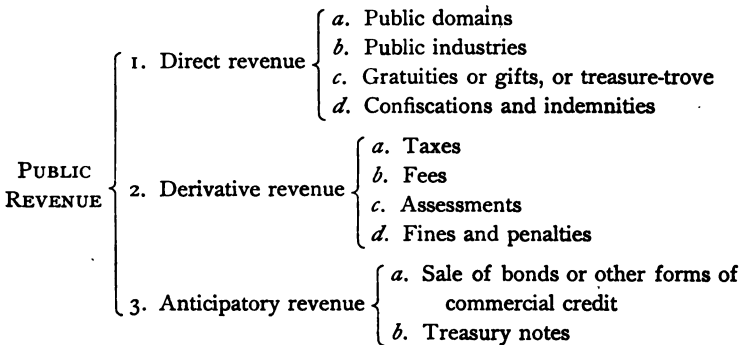 a. Public domains
b. Public industries
1. Direct revenue
c. Gratuities or gifts, or treasure-trove
d. Confiscations and indemnities
PUBLIC
REVENUE
a. Taxes
b. Fees
2. Derivative revenue
c. Assessments
d. Fines and penalties
a. Sale of bonds or other forms of
commercial credit
3. Anticipatory revenue
b. Treasury notes